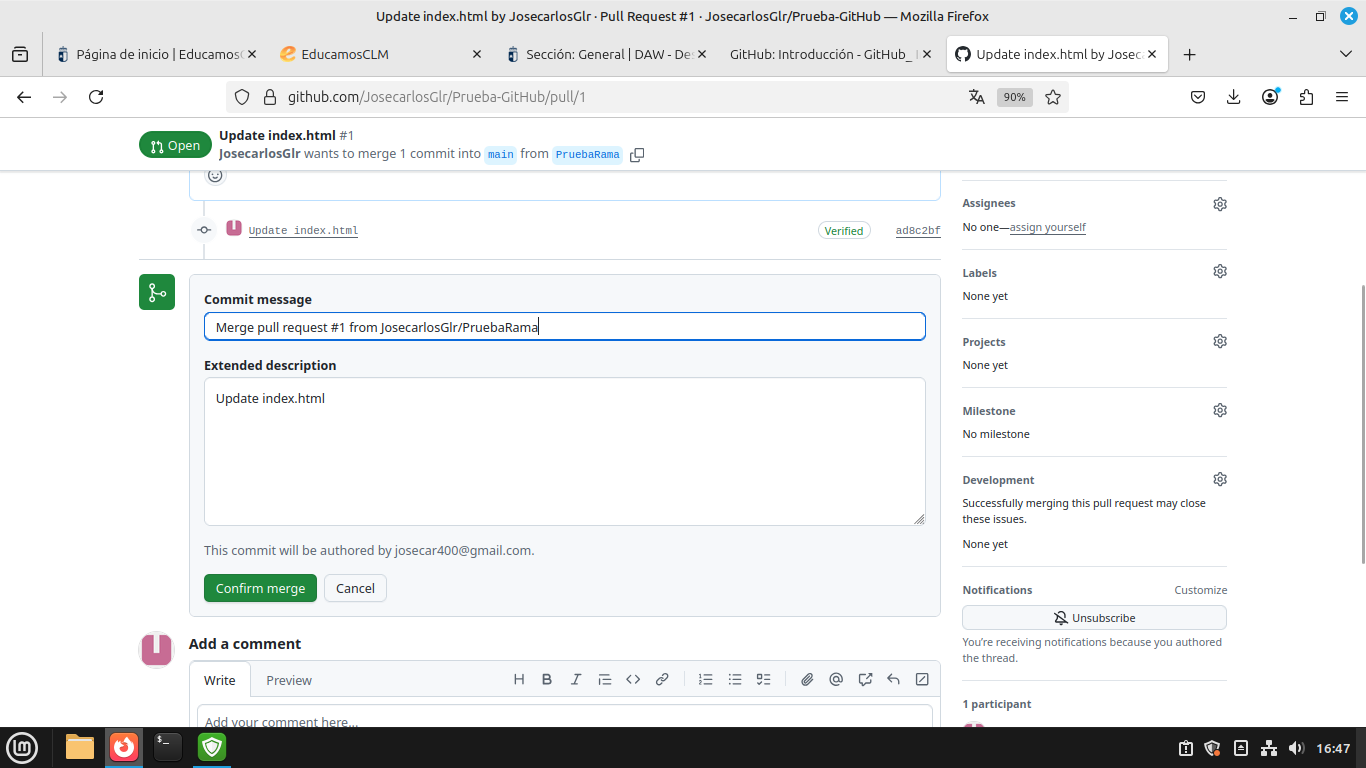 Update index.html by JosecarlosGlr · Pull Request #1 · JosecarlosGlr/Prueba-GitHub — Mozilla Firefox
Página de inicio | EducamosC
EducamosCLM
Sección: General | DAW - Des
GitHub: Introducción - GitHub_
Update index.html by Joseca
github.com/JosecarlosGlr/Prueba-GitHub/pull/1
90%
Open
Update index.html #1
JosecarlosGlr wants to merge 1 commit into main from PruebaRama
Update index.html
Verified
ad8c2bf
Commit message
Merge pull request #1 from JosecarlosGlr/PruebaRama
Extended description
Update index.html
This commit will be authored by josecar400@gmail.com.
Confirm merge
Cancel
Add a comment
Write
Preview
Add your comment here...
Assignees
No one—assign yourself
Labels
None yet
Projects
None yet
Milestone
No milestone
Development
Successfully merging this pull request may close
these issues.
None yet
Notifications
Customize
Unsubscribe
You're receiving notifications because you authored
the thread.
1 participant
16:47